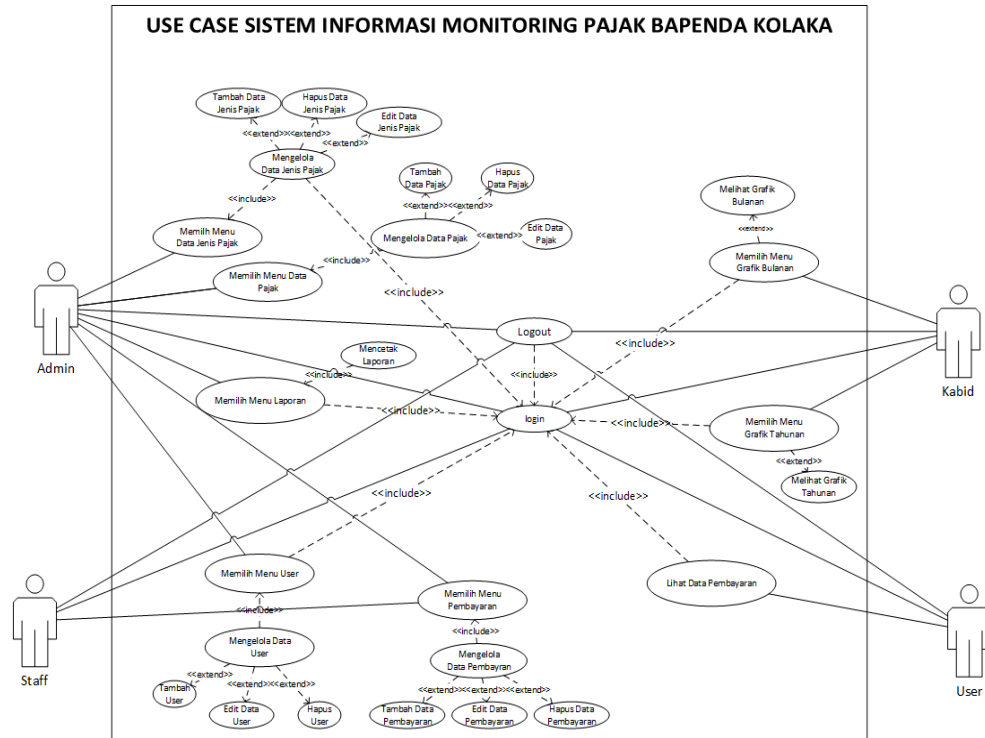 USE CASE SISTEM INFORMASI MONITORING PAJAK BAPENDA KOLAKA
Tambah Data
Jenis Pajak
Hapus Data
Jenis Pajak
Edit Data
Jenis Pajak
<<extend>>
<<extend>>
<<extend>>
Mengelola
Data Jenis Pajak
<<include>>
Memilh Menu
Data Jenis Pajak
Tambah
Data Pajak
Hapus
Data Pajak
<<extend>>
<<extend>>
Mengelola Data Pajak
<<extend>>
Edit Data
Pajak
<<include>>
Memilih Menu Data
Pajak
Melihat Grafik
Bulanan
<<extend>>
Memilih Menu
Grafik Bulanan
<<include>>
Admin
Logout
<<include>>
Kabid
Mencetak
Laporan
<<include>>
<<include>>
Memilih Menu Laporan
<<include>>
login
<<include>>
Memilih Menu
Grafik Tahunan
<<extend>>
Melihat Grafik
Tahunan
<<include>>
<<include>>
Memilih Menu User
Memilih Menu
Pembayaran
Lihat Data Pembayaran
<<include>>
<<include>>
Mengelola Data
User
Mengelola
Data Pembayran
Staff
User
<<extend>>
<<extend>>
<<extend>>
Tambah
User
Edit Data
User
Hapus
User
<<extend>>
<<extend>>
<<extend>>
Tambah Data
Pembayaran
Edit Data
Pembayaran
Hapus Data
Pembayaran